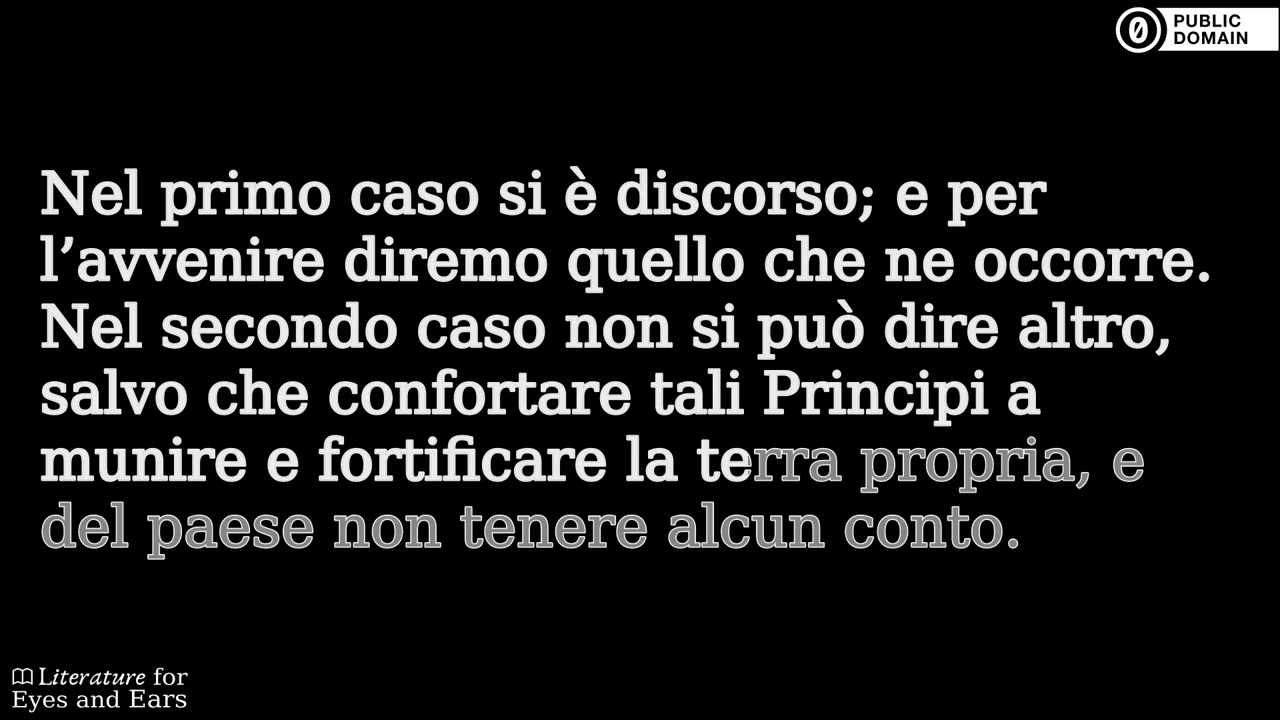 PUBLIC
DOMAIN
Nel primo caso si è discorso; e per
l’avvenire diremo quello che ne occorre.
Nel secondo caso non si può dire altro,
salvo che confortare tali Principi a
munire e fortificare la terra propria, e
del paese non tenere alcun conto.
Literature for
Eyes and Ears